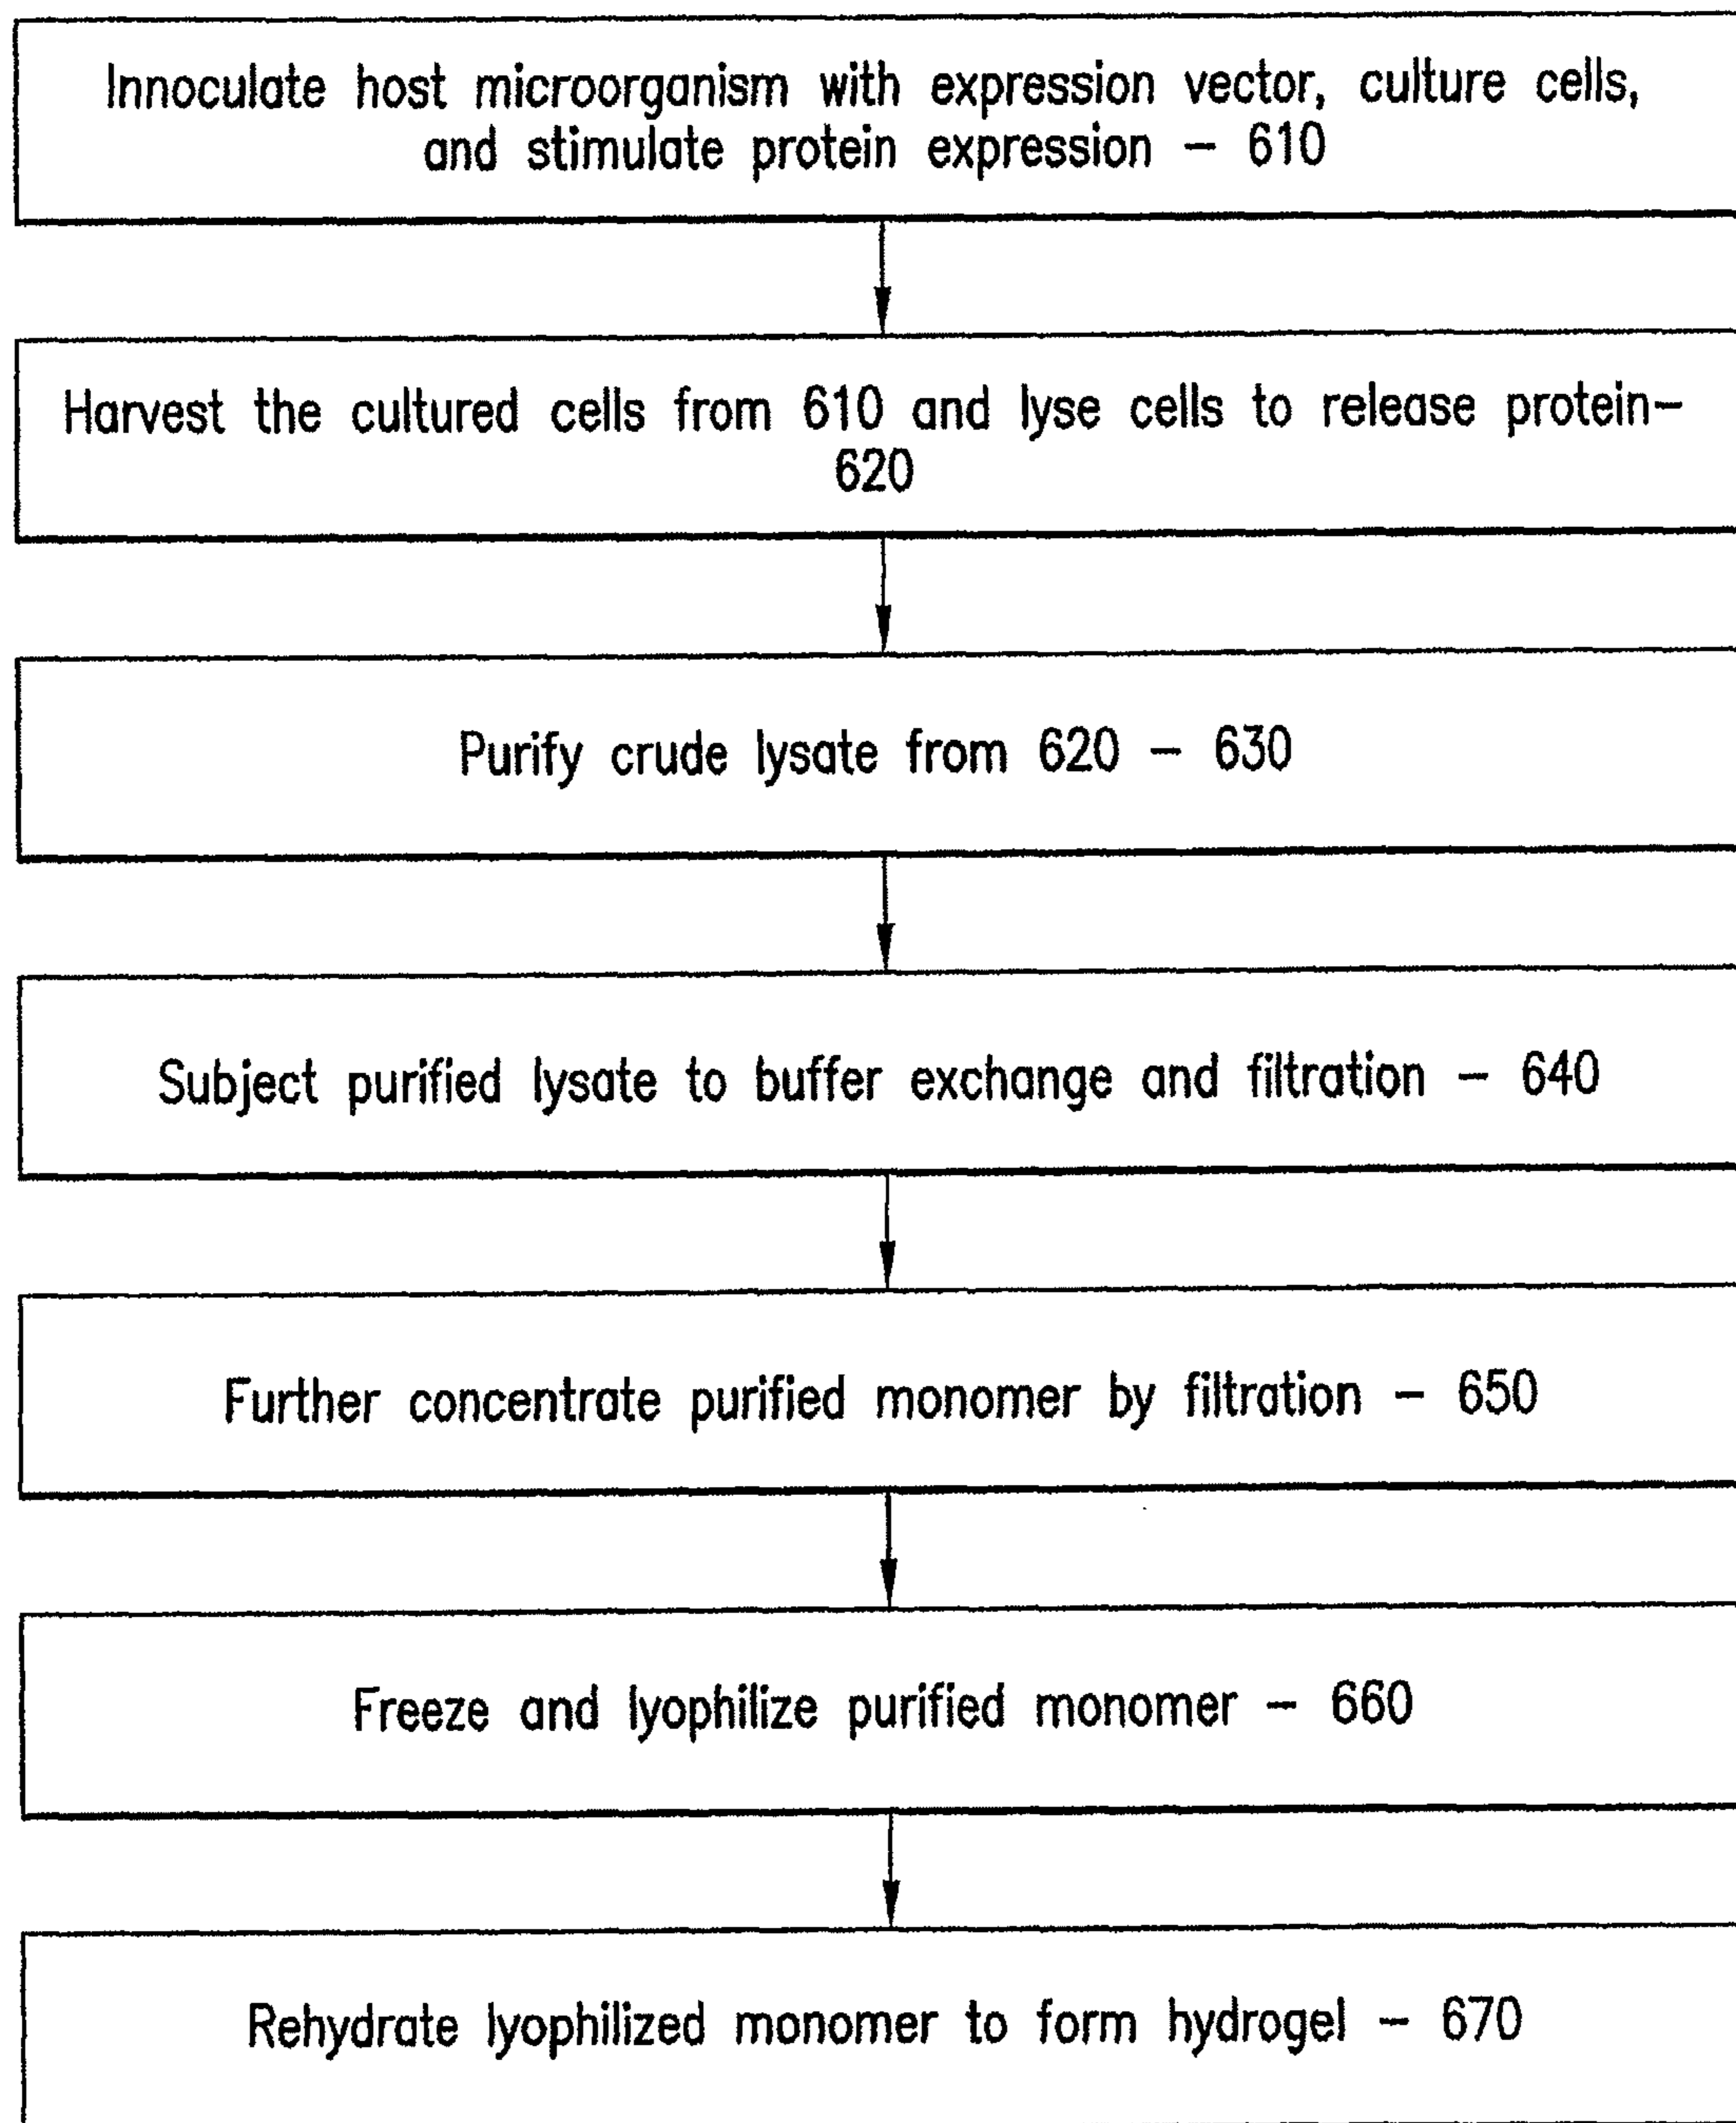 Innoculate host microorganism with expression vector, culture cells,
and stimulate protein expression – 610
Harvest the cultured cells from 610 and lyse cells to release protein–
620
Purify crude lysate from 620 – 630
Subject purified lysate to buffer exchange and filtration – 640
Further concentrate purified monomer by filtration – 650
Freeze and lyophilize purified monomer – 660
Rehydrate lyophilized monomer to form hydrogel – 670